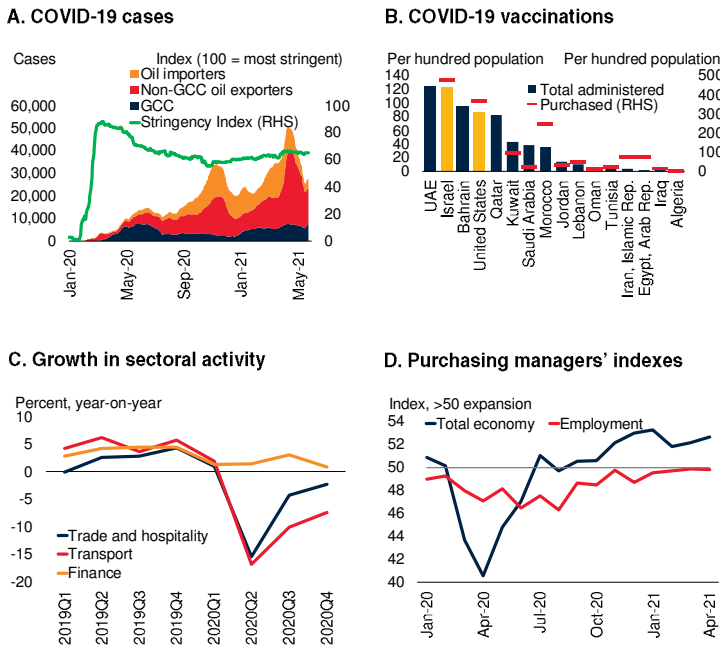 A. COVID-19 cases
Cases
Index (100 = most stringent)
Oil importers
Non-GCC oil exporters
GCC
Stringency Index (RHS)
60,000
50,000
40,000
30,000
20,000
10,000
0
100
80
60
40
20
0
Jan-20
May-20
Sep-20
Jan-21
May-21
B. COVID-19 vaccinations
Per hundred population
Per hundred population
140
120
100
80
60
40
20
0
500
400
300
200
100
0
Total administered
Purchased (RHS)
UAE
Israel
Bahrain
United States
Qatar
Kuwait
Saudi Arabia
Morocco
Jordan
Lebanon
Oman
Tunisia
Iran, Islamic Rep.
Egypt, Arab Rep.
Iraq
Algeria
C. Growth in sectoral activity
Percent, year-on-year
10
5
0
-5
-10
-15
-20
Trade and hospitality
Transport
Finance
2019Q1
2019Q2
2019Q3
2019Q4
2020Q1
2020Q2
2020Q3
2020Q4
D. Purchasing managers’ indexes
Index, >50 expansion
Total economy
Employment
54
52
50
48
46
44
42
40
Jan-20
Apr-20
Jul-20
Oct-20
Jan-21
Apr-21